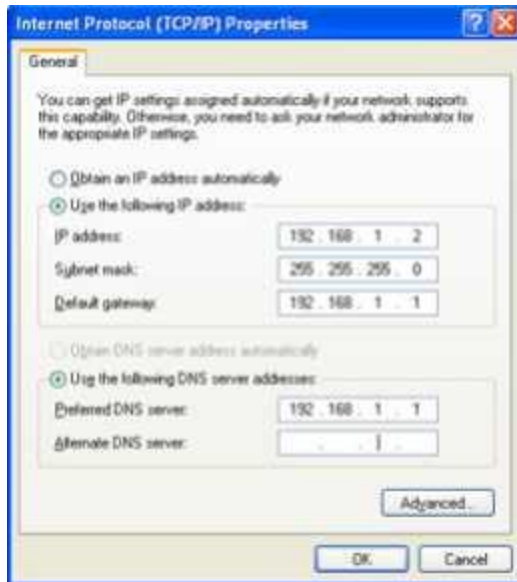 Internet Protocol (TCP/IP) Properties
General
You can get IP settings assigned automatically if your network supports
this capability. Otherwise, you need to ask your network administrator for
the appropriate IP settings.
Obtain an IP address automatically
Use the following IP address:
IP address: 192 . 168 . 1 . 2
Subnet mask: 255 . 255 . 255 . 0
Default gateway: 192 . 168 . 1 . 1
Obtain DNS server address automatically
Use the following DNS server addresses:
Preferred DNS server: 192 . 168 . 1 . 1
Alternate DNS server: . . .
Advanced...
OK
Cancel